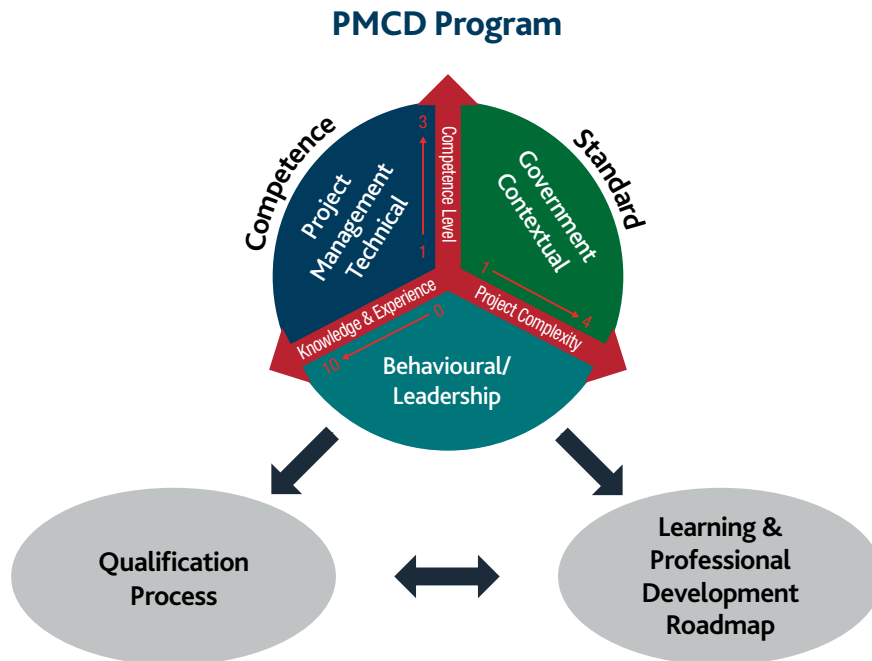 PMCD Program
Competence
Standard
Project
Management
Technical
3
1
Competence Level
Government
Contextual
1
4
Project Complexity
Knowledge & Experience
0
10
Behavioural/
Leadership
Qualification
Process
Learning &
Professional
Development
Roadmap